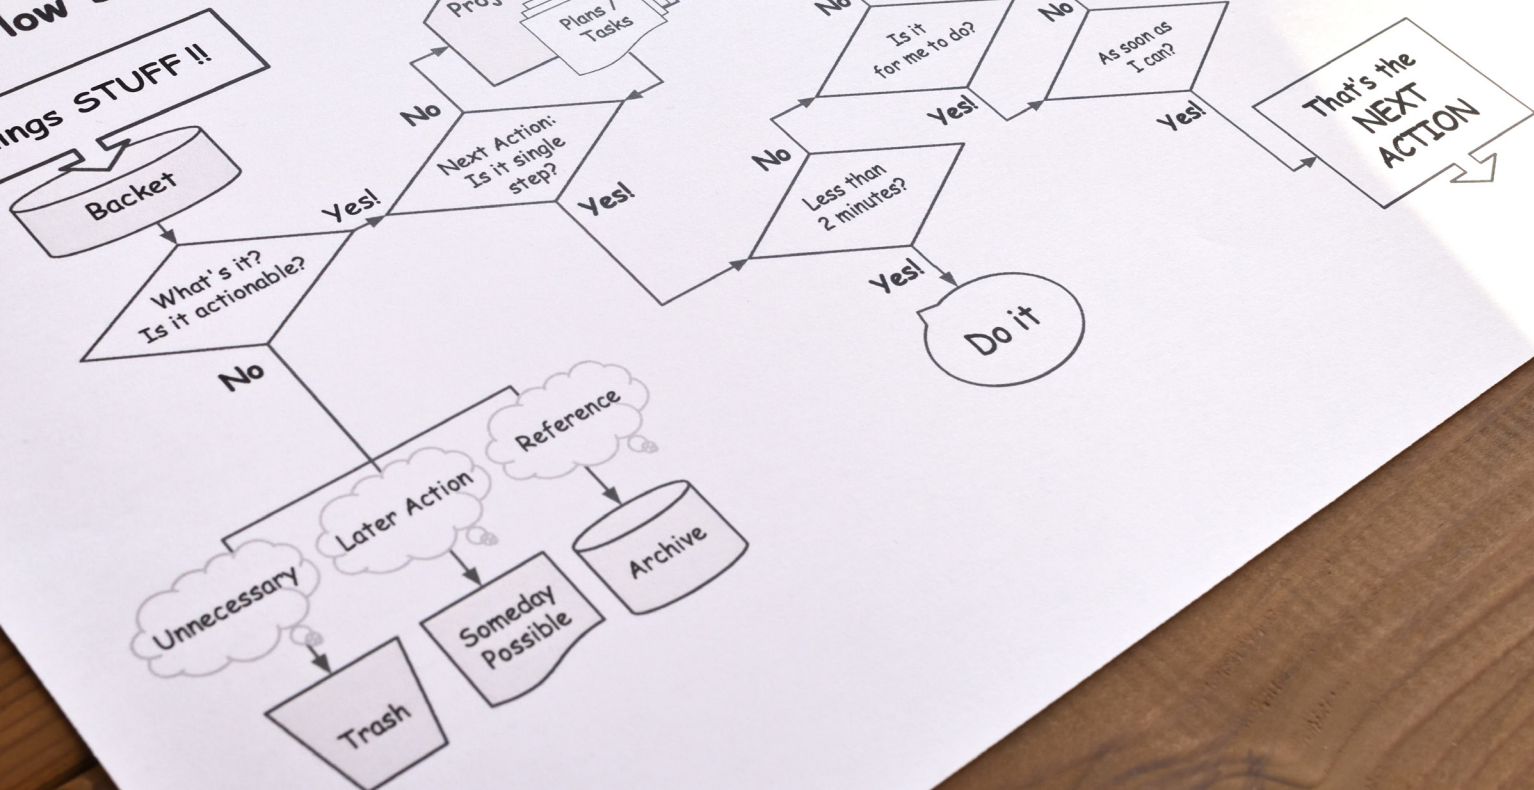 low
ings STUFF !!
Backet
What's it?
Is it actionable?
Yes!
No
Next Action:
Is it single
step?
No
Plans /
Tasks
Yes!
Less than
2 minutes?
No
Yes!
Do it
Is it
for me to do?
No
Yes!
As soon as
I can?
No
Yes!
That's the
NEXT
ACTION
Unnecessary
Later Action
Reference
Trash
Someday
Possible
Archive